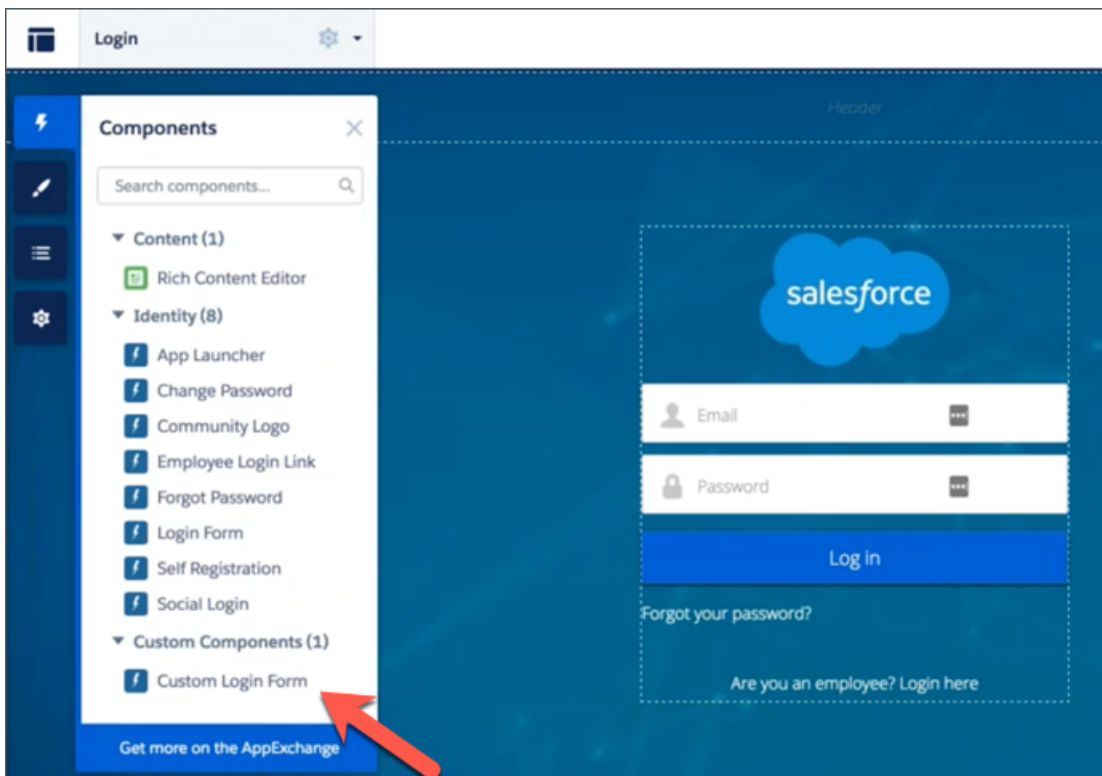 Login
Header
Components
Search components...
Content (1)
Rich Content Editor
Identity (8)
App Launcher
Change Password
Community Logo
Employee Login Link
Forgot Password
Login Form
Self Registration
Social Login
Custom Components (1)
Custom Login Form
Get more on the AppExchange
salesforce
Email
Password
Log in
Forgot your password?
Are you an employee? Login here